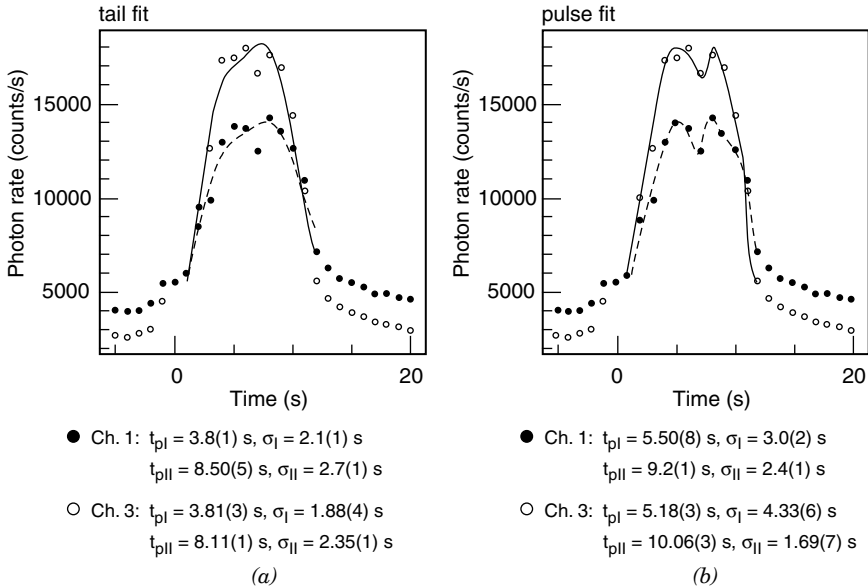 tail fit
Photon rate (counts/s)
15000
10000
5000
0
20
Time (s)
Ch. 1: tpI = 3.8(1) s, σI = 2.1(1) s
tpII = 8.50(5) s, σII = 2.7(1) s
Ch. 3: tpI = 3.81(3) s, σI = 1.88(4) s
tpII = 8.11(1) s, σII = 2.35(1) s
(a)
pulse fit
Photon rate (counts/s)
15000
10000
5000
0
20
Time (s)
Ch. 1: tpI = 5.50(8) s, σI = 3.0(2) s
tpII = 9.2(1) s, σII = 2.4(1) s
Ch. 3: tpI = 5.18(3) s, σI = 4.33(6) s
tpII = 10.06(3) s, σII = 1.69(7) s
(b)